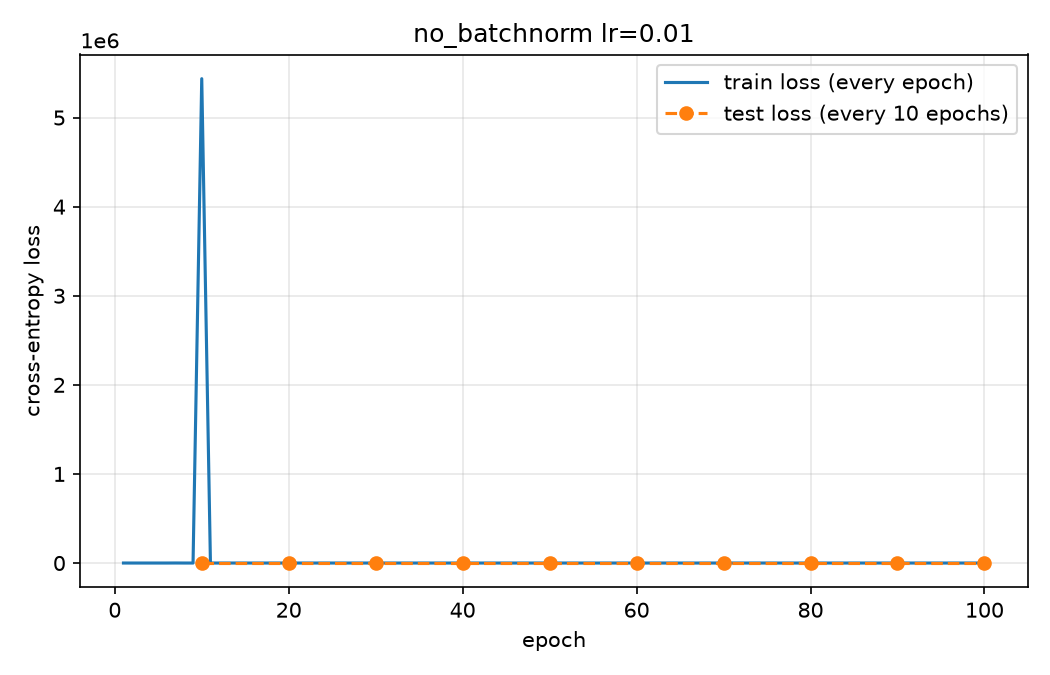 no_batchnorm lr=0.01
1e6
train loss (every epoch)
test loss (every 10 epochs)
5
4
3
2
1
0
cross-entropy loss
0 20 40 60 80 100
epoch